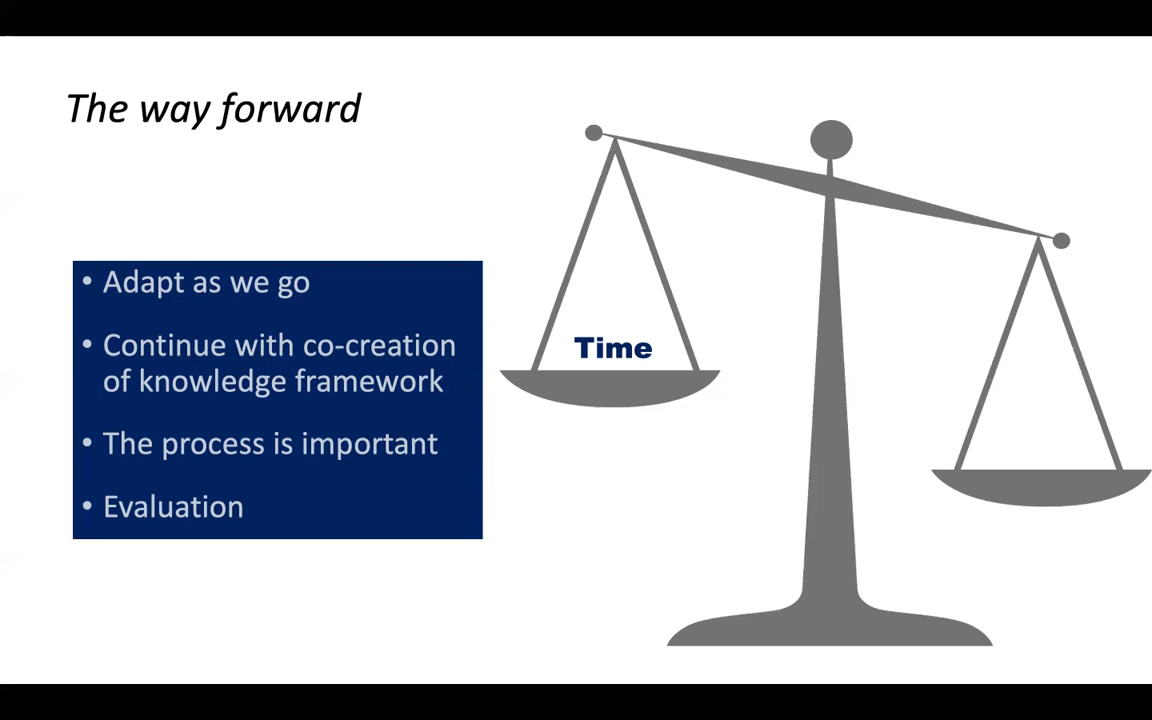 The way forward
• Adapt as we go
• Continue with co-creation
of knowledge framework
• The process is important
• Evaluation
Time